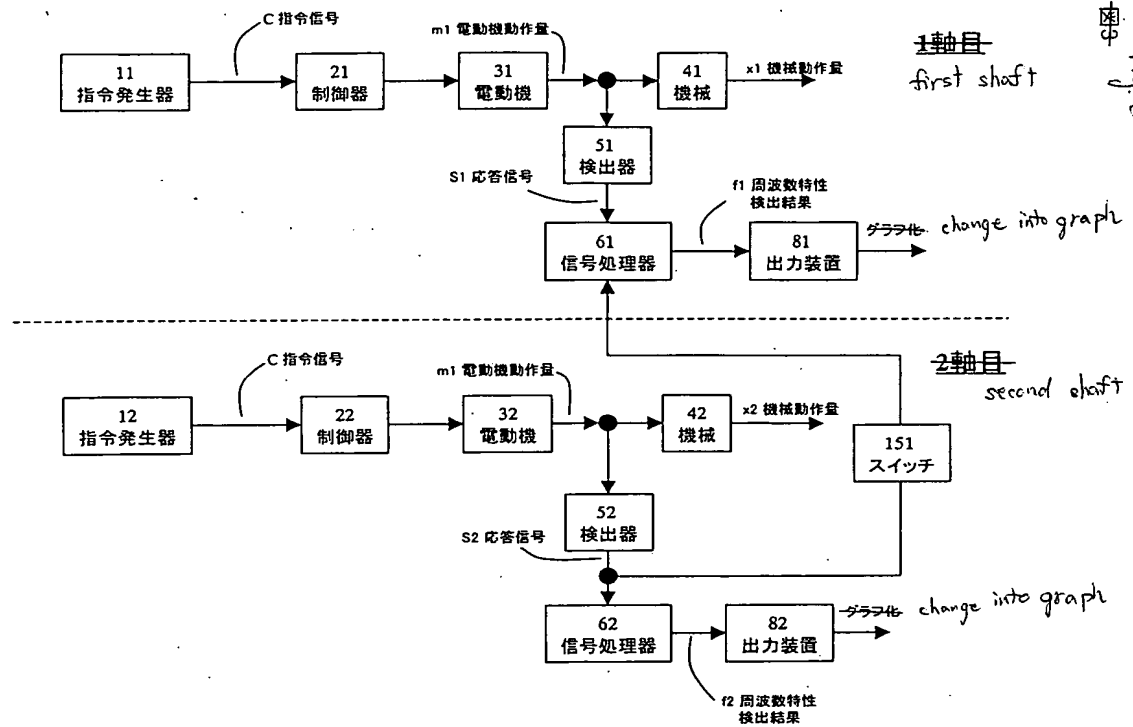 C 指令信号
m1 電動機動作量
1軸目
first shaft
11
指令発生器
21
制御器
31
電動機
41
機械
x1 機械動作量
51
検出器
S1 応答信号
f1 周波数特性
検出結果
61
信号処理器
81
出力装置
グラフ化 change into graph
C 指令信号
m1 電動機動作量
2軸目
second shaft
12
指令発生器
22
制御器
32
電動機
42
機械
x2 機械動作量
151
スイッチ
52
検出器
S2 応答信号
62
信号処理器
82
出力装置
グラフ化 change into graph
f2 周波数特性
検出結果